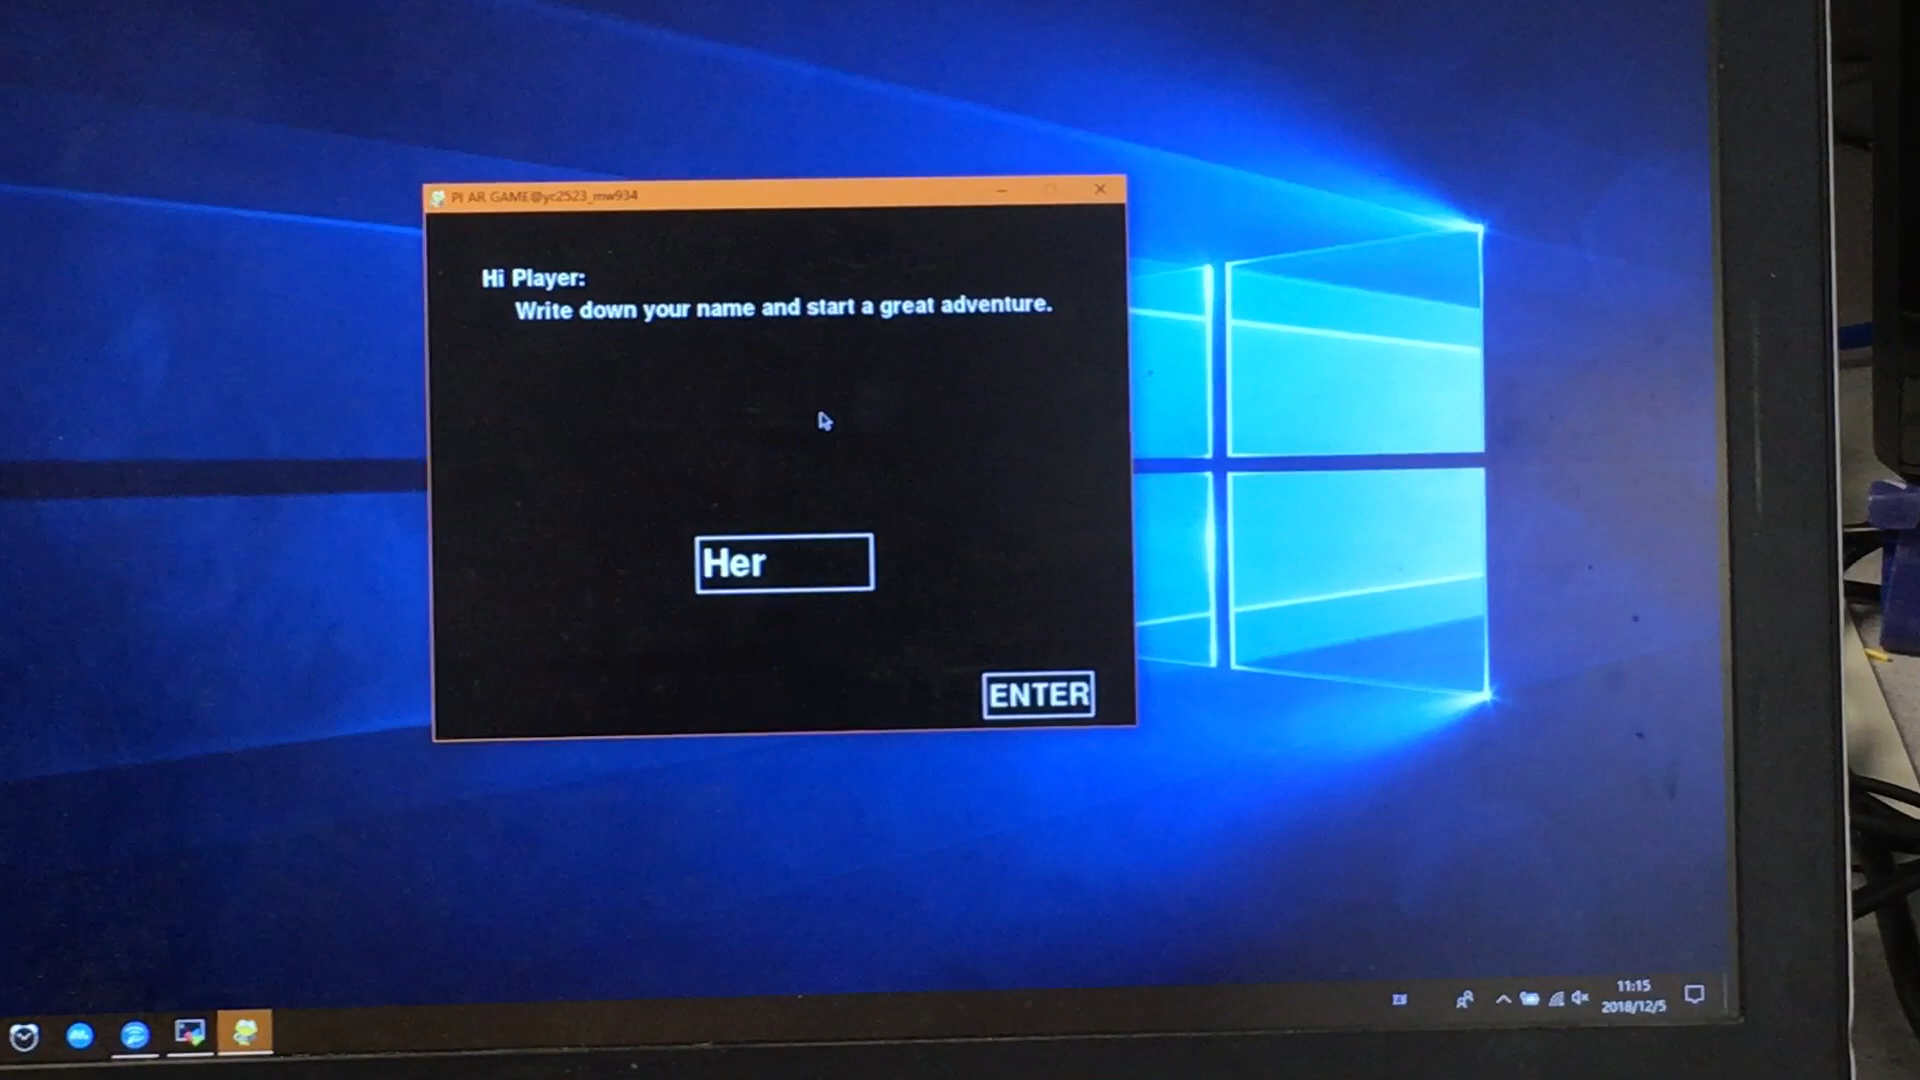 PI AR GAME@yc2523_mw934
Hi Player:
Write down your name and start a great adventure.
Her
ENTER
11:15
2018/12/5